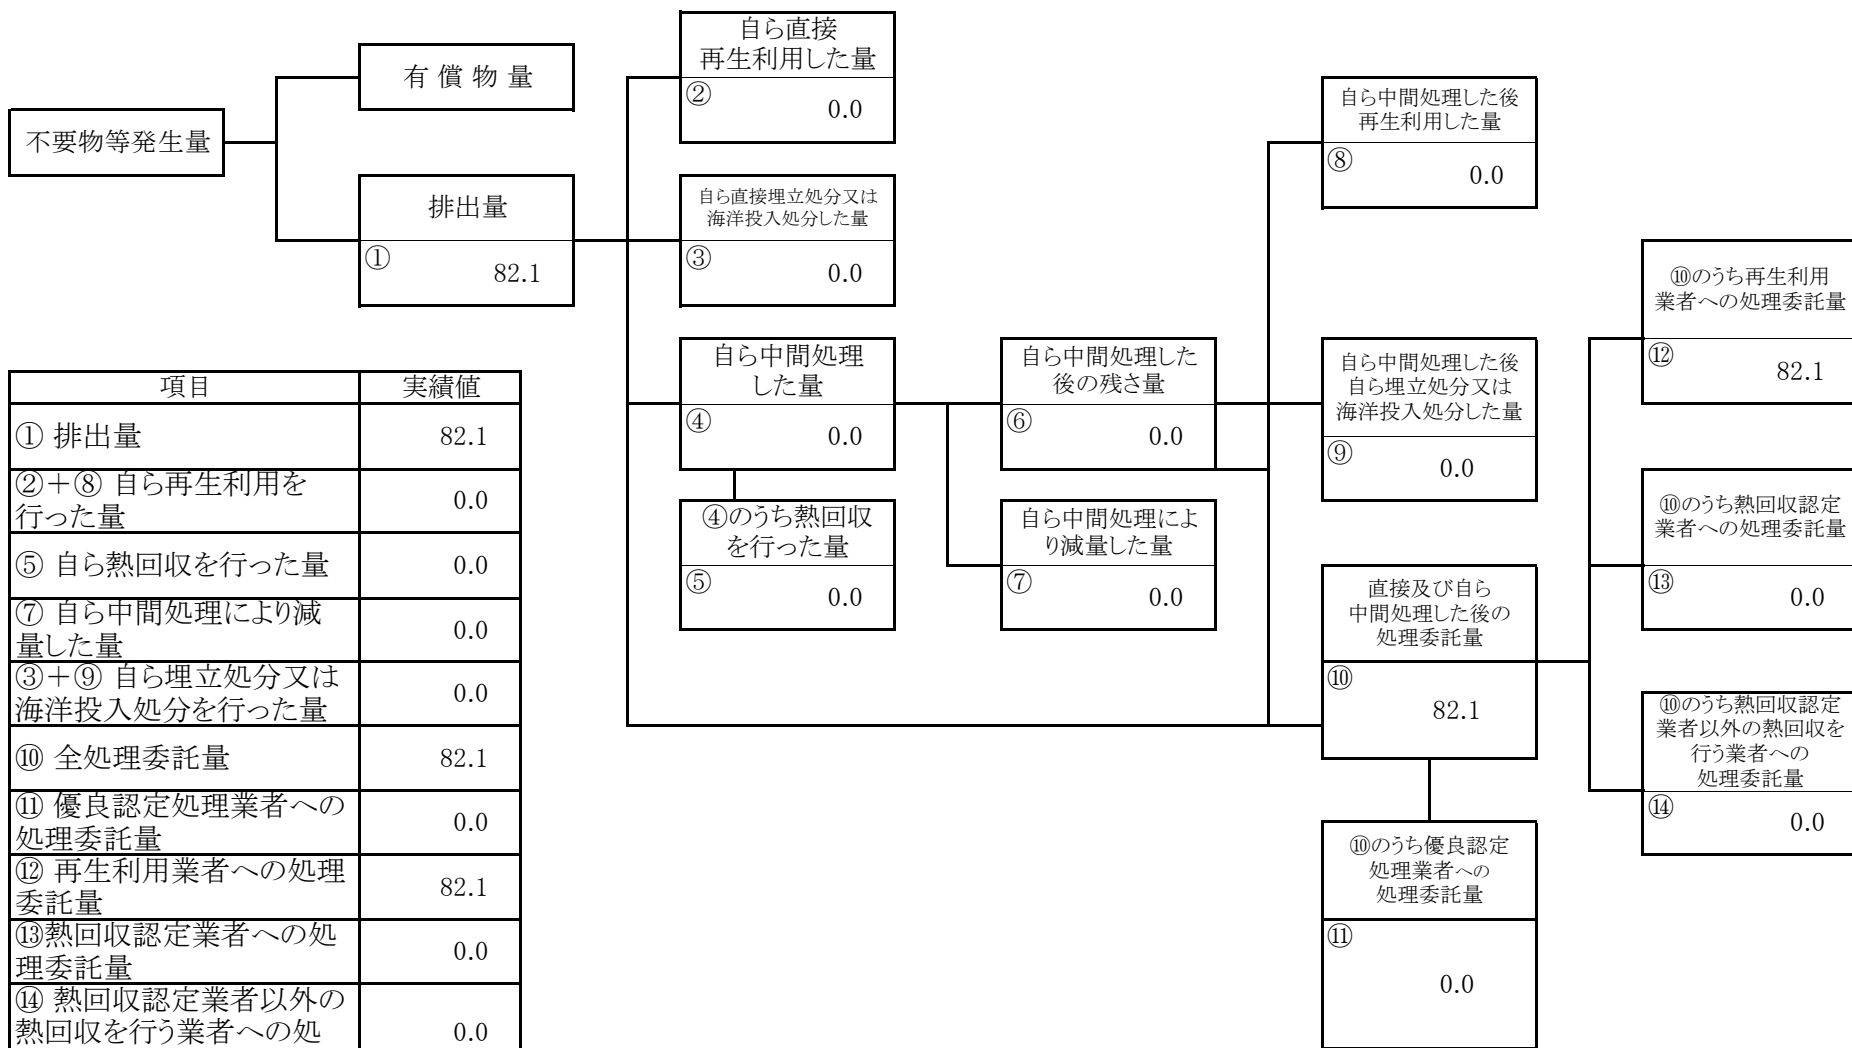 不要物等発生量
有 償 物 量
排出量
①
82.1
自ら直接
再生利用した量
②
0.0
自ら直接埋立処分又は
海洋投入処分した量
③
0.0
自ら中間処理
した量
④
0.0
④のうち熱回収
を行った量
⑤
0.0
自ら中間処理した
後の残さ量
⑥
0.0
自ら中間処理によ
り減量した量
⑦
0.0
自ら中間処理した後
再生利用した量
⑧
0.0
自ら中間処理した後
自ら埋立処分又は
海洋投入処分した量
⑨
0.0
直接及び自ら
中間処理した後の
処理委託量
⑩
82.1
⑩のうち優良認定
処理業者への
処理委託量
⑪
0.0
⑩のうち再生利用
業者への処理委託量
⑫
82.1
⑩のうち熱回収認定
業者への処理委託量
⑬
0.0
⑩のうち熱回収認定
業者以外の熱回収を
行う業者への
処理委託量
⑭
0.0
項目 実績値
① 排出量 82.1
②＋⑧ 自ら再生利用を
行った量 0.0
⑤ 自ら熱回収を行った量 0.0
⑦ 自ら中間処理により減
量した量 0.0
③＋⑨ 自ら埋立処分又は
海洋投入処分を行った量 0.0
⑩ 全処理委託量 82.1
⑪ 優良認定処理業者への
処理委託量 0.0
⑫ 再生利用業者への処理
委託量 82.1
⑬熱回収認定業者への処
理委託量 0.0
⑭ 熱回収認定業者以外の
熱回収を行う業者への処 0.0